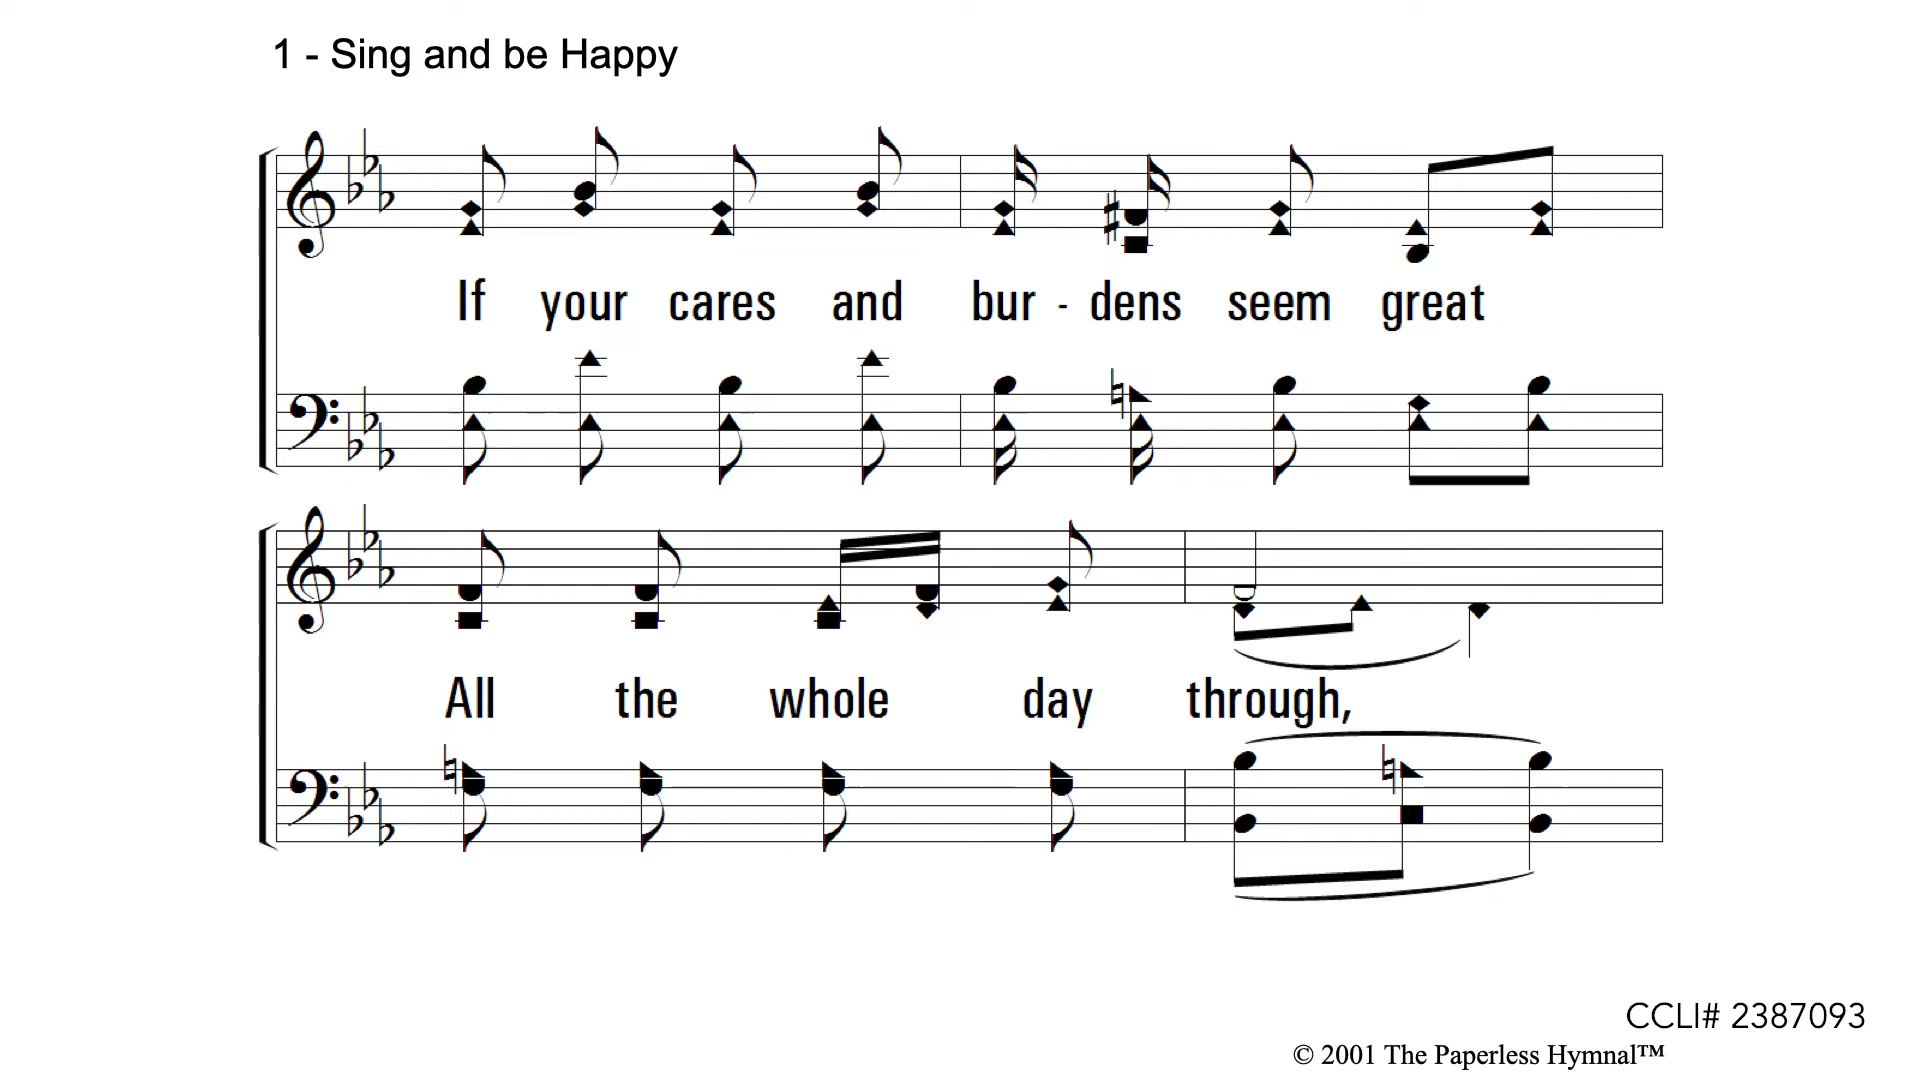 1 - Sing and be Happy
If your cares and bur - dens seem great
All the whole day through,
CCLI# 2387093
© 2001 The Paperless Hymnal™